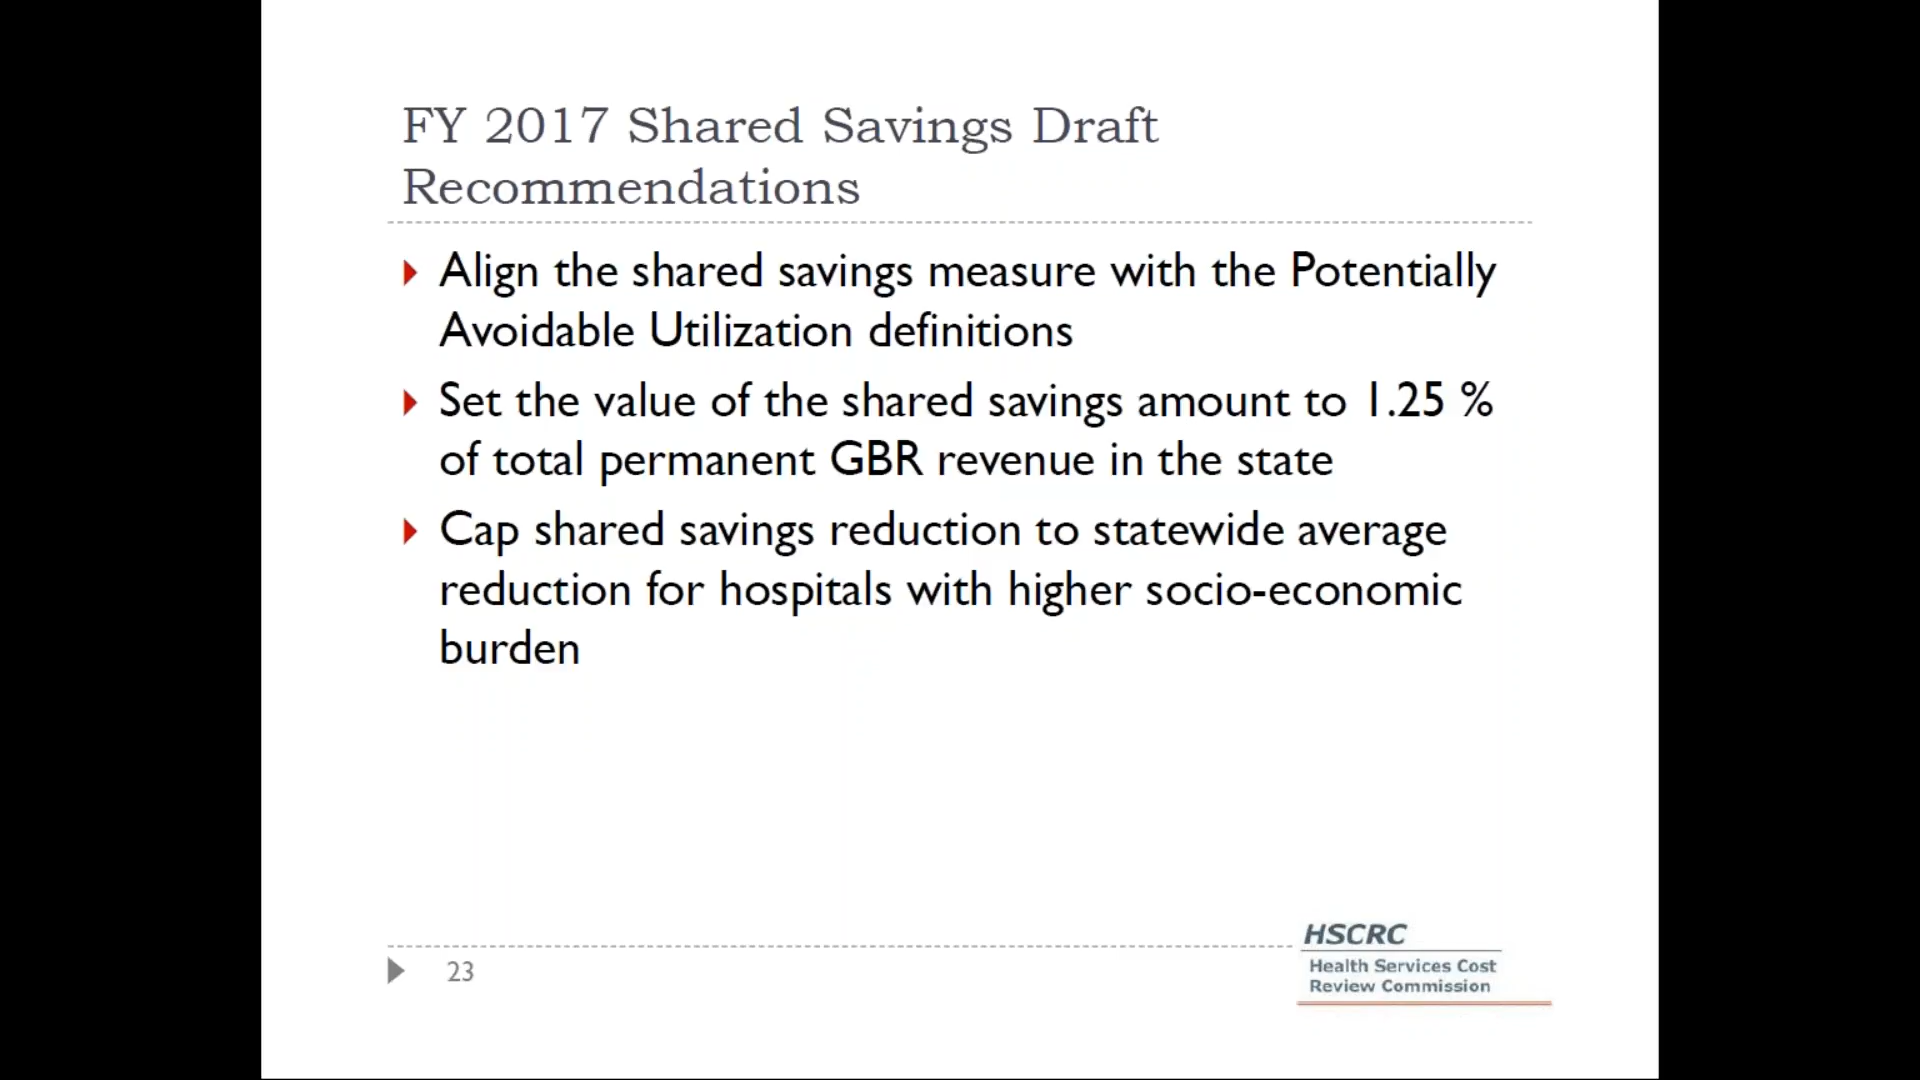 FY 2017 Shared Savings Draft
Recommendations
Align the shared savings measure with the Potentially
Avoidable Utilization definitions
Set the value of the shared savings amount to 1.25 %
of total permanent GBR revenue in the state
Cap shared savings reduction to statewide average
reduction for hospitals with higher socio-economic
burden
23
HSCRC
Health Services Cost
Review Commission